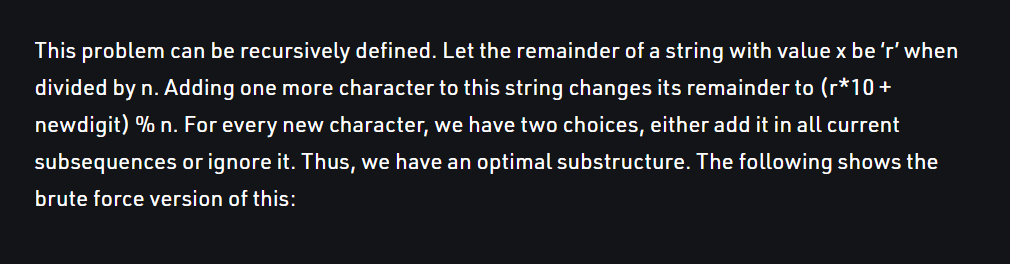 This problem can be recursively defined. Let the remainder of a string with value x be ‘r’ when
divided by n. Adding one more character to this string changes its remainder to (r*10 +
newdigit) % n. For every new character, we have two choices, either add it in all current
subsequences or ignore it. Thus, we have an optimal substructure. The following shows the
brute force version of this: